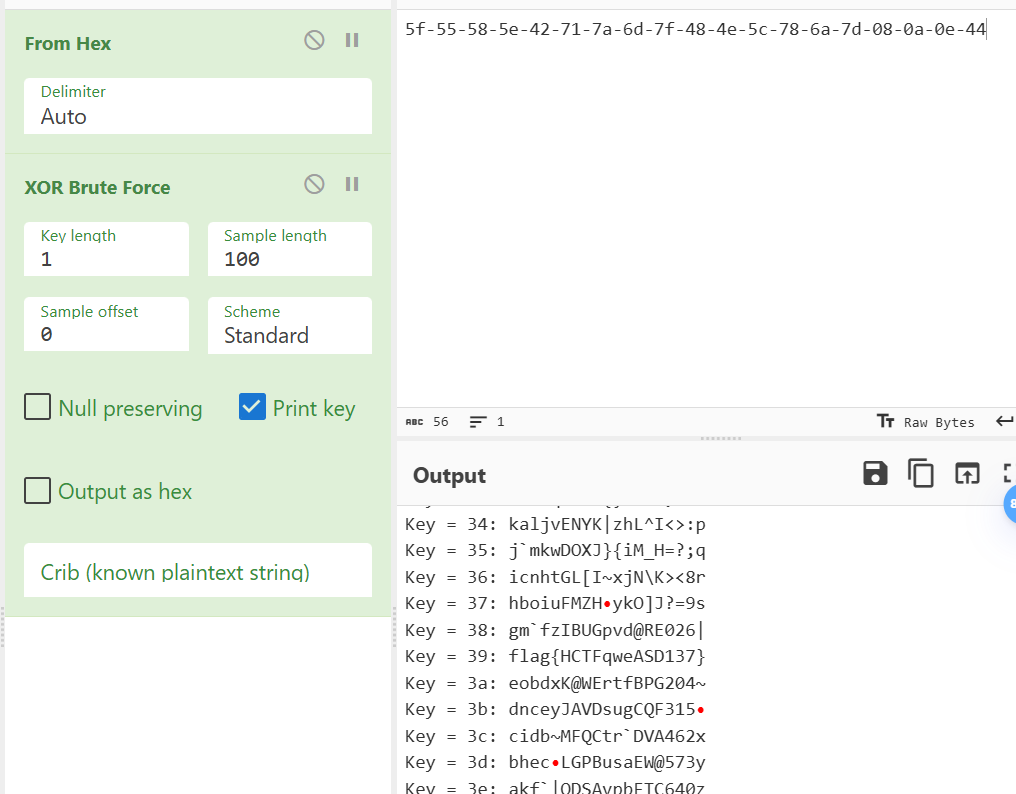 From Hex
Delimiter
Auto
XOR Brute Force
Key length
1
Sample length
100
Sample offset
0
Scheme
Standard
Null preserving
Print key
Output as hex
Crib (known plaintext string)
5f-55-58-5e-42-71-7a-6d-7f-48-4e-5c-78-6a-7d-08-0a-0e-44
ABC 56
1
Tт Raw Bytes
Output
Key = 34: kaljvENYK|zhL^I<>:p
Key = 35: j`mkwDOXJ}{iM_H=?;q
Key = 36: icnhtGL[I~xjN\K><8r
Key = 37: hboiuFMZH•ykO]J?=9s
Key = 38: gm`fzIBUGpvd@RE026|
Key = 39: flag{HCTFqweASD137}
Key = 3a: eobdxK@WErtfBPG204~
Key = 3b: dnceyJAVDsugCQF315•
Key = 3c: cidb~MFQCtr`DVA462x
Key = 3d: bhec•LGPBusaEW@573y
Key = 3e: akf`|ODSAvpbFTC640z